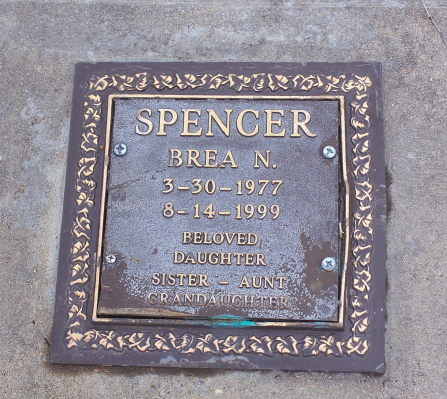 SPENCER
BREA N.
3-30-1977
8-14-1999
BELOVED
DAUGHTER
SISTER - AUNT
GRANDAUGHTER